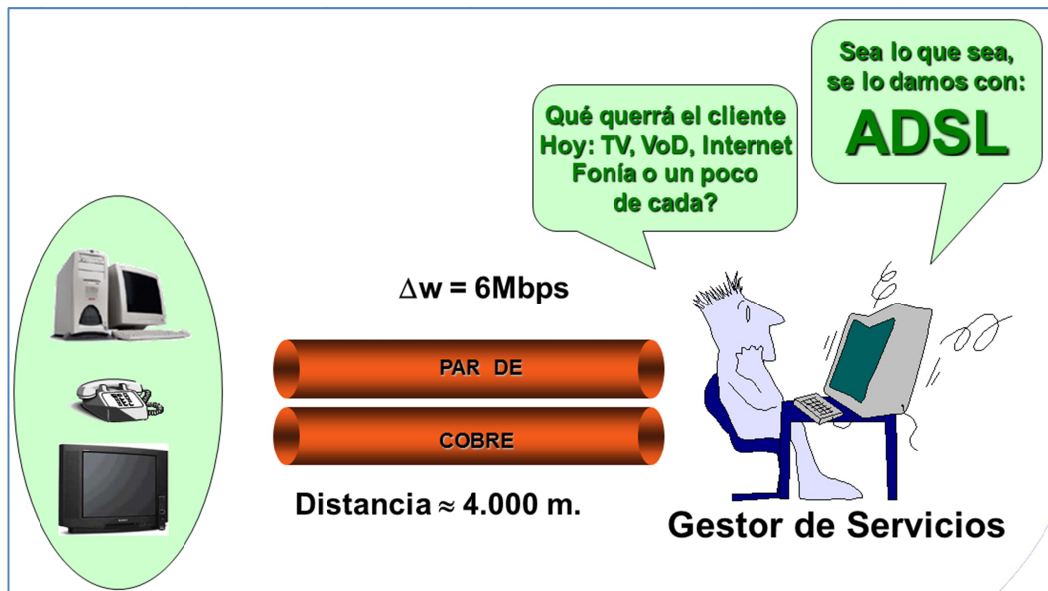 Sea lo que sea,
se lo damos con:
ADSL
Qué querrá el cliente
Hoy: TV, VoD, Internet
Fonía o un poco
de cada?
Δw = 6Mbps
PAR DE
COBRE
Distancia ≈ 4.000 m.
Gestor de Servicios